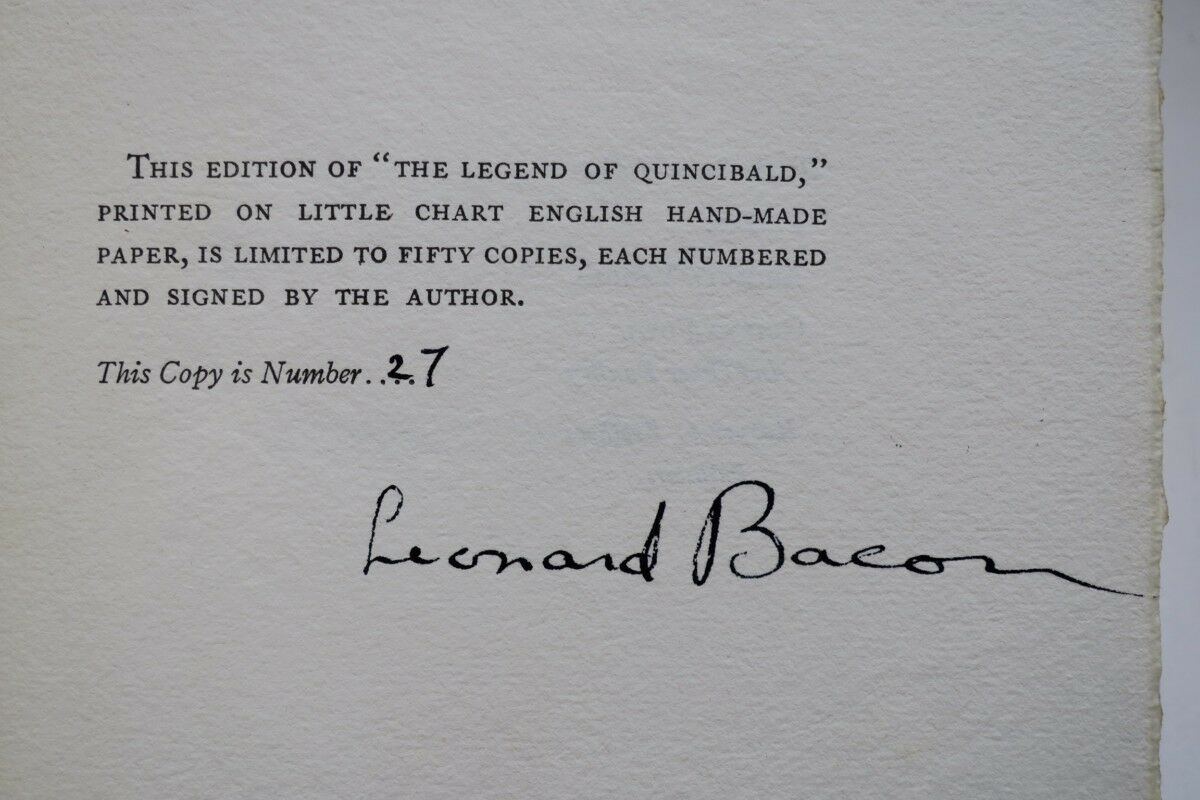 THIS EDITION OF “THE LEGEND OF QUINCIBALD,”
PRINTED ON LITTLE CHART ENGLISH HAND-MADE
PAPER, IS LIMITED TO FIFTY COPIES, EACH NUMBERED
AND SIGNED BY THE AUTHOR.
This Copy is Number....27
Leonard Bacon